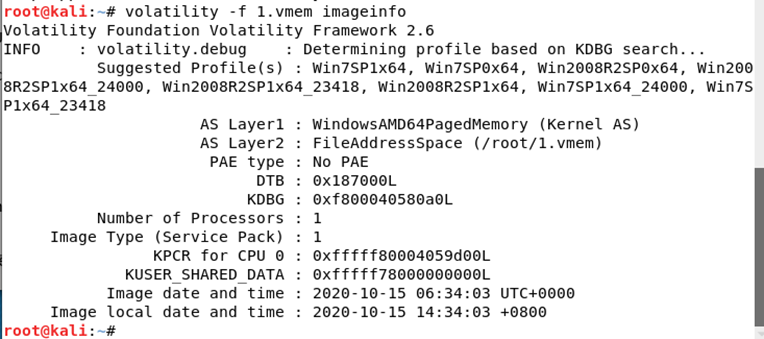 root@kali:~# volatility -f 1.vmem imageinfo
Volatility Foundation Volatility Framework 2.6
INFO    : volatility.debug    : Determining profile based on KDBG search...
          Suggested Profile(s) : Win7SP1x64, Win7SP0x64, Win2008R2SP0x64, Win200
8R2SP1x64_24000, Win2008R2SP1x64_23418, Win2008R2SP1x64, Win7SP1x64_24000, Win7S
P1x64_23418
                     AS Layer1 : WindowsAMD64PagedMemory (Kernel AS)
                     AS Layer2 : FileAddressSpace (/root/1.vmem)
                      PAE type : No PAE
                           DTB : 0x187000L
                          KDBG : 0xf800040580a0L
          Number of Processors : 1
     Image Type (Service Pack) : 1
                KPCR for CPU 0 : 0xfffff80004059d00L
             KUSER_SHARED_DATA : 0xfffff78000000000L
           Image date and time : 2020-10-15 06:34:03 UTC+0000
     Image local date and time : 2020-10-15 14:34:03 +0800
root@kali:~#